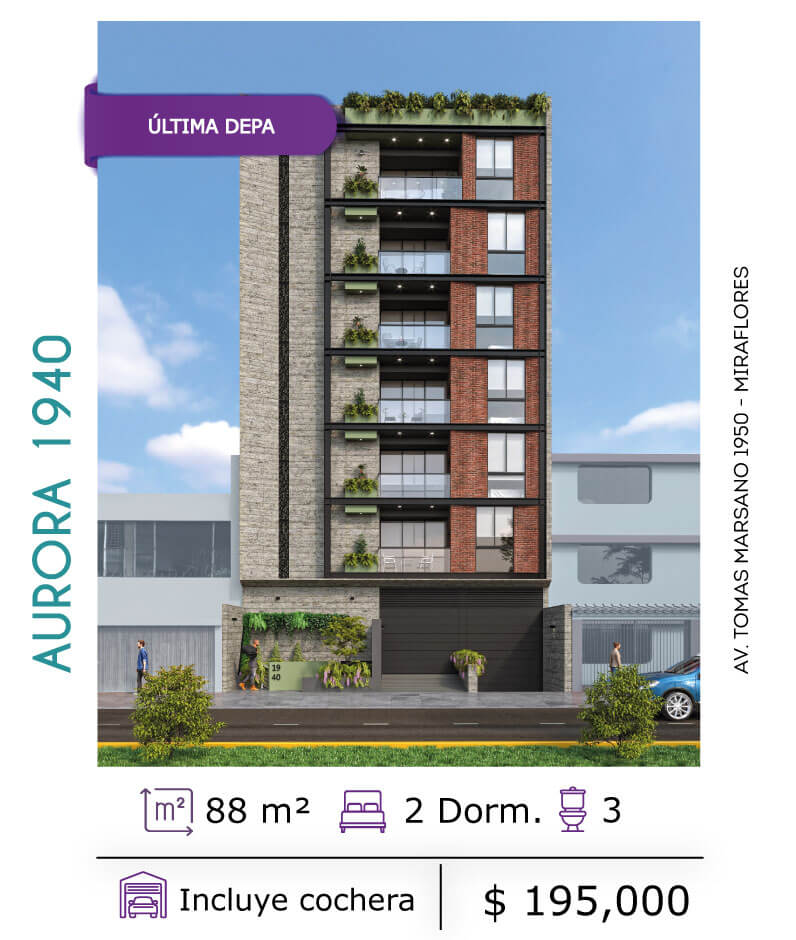 ÚLTIMA DEPA
AURORA 1940
AV. TOMAS MARSANO 1950 - MIRAFLORES
19
40
m² 88 m² 2 Dorm. 3
Incluye cochera $ 195,000